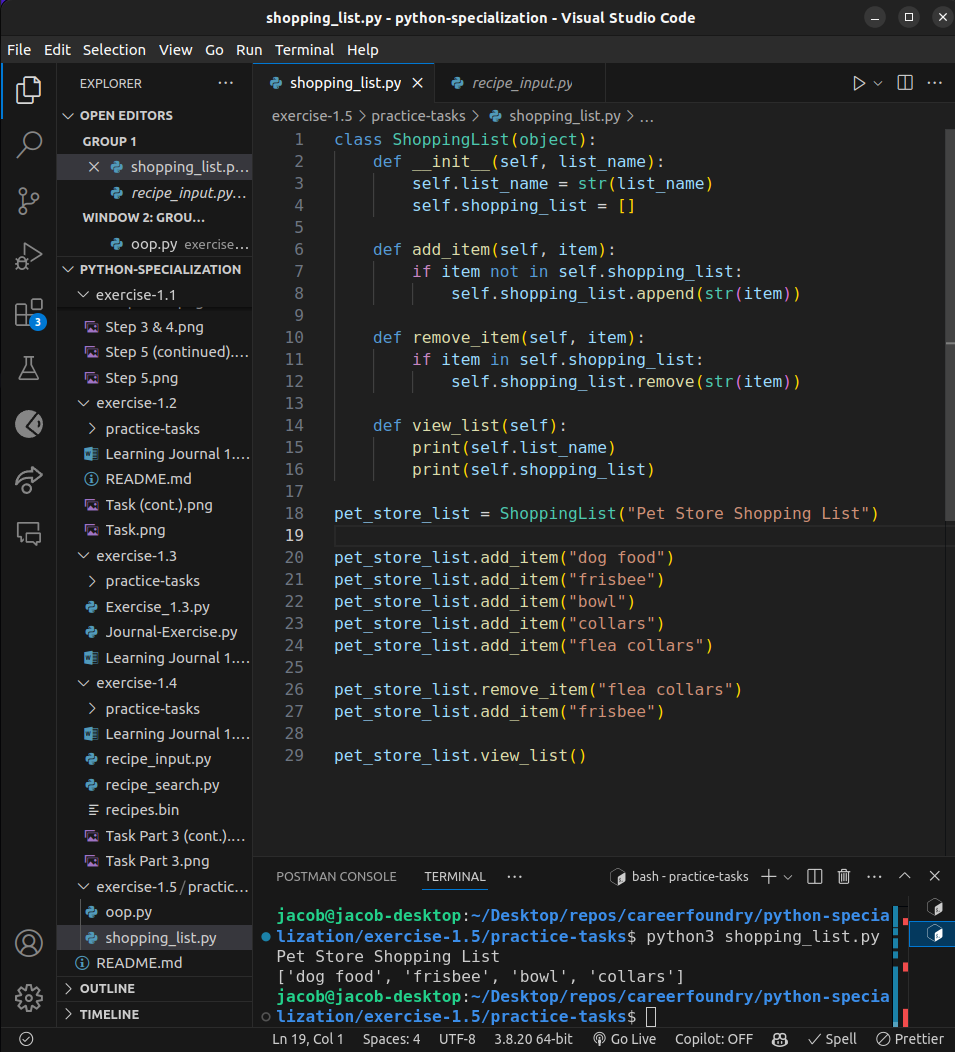 shopping_list.py - python-specialization - Visual Studio Code
File Edit Selection View Go Run Terminal Help
EXPLORER
OPEN EDITORS
GROUP 1
shopping_list.p...
recipe_input.py...
WINDOW 2: GROU...
oop.py exercise...
PYTHON-SPECIALIZATION
exercise-1.1
Step 3 & 4.png
Step 5 (continued)....
Step 5.png
exercise-1.2
practice-tasks
Learning Journal 1....
README.md
Task (cont.).png
Task.png
exercise-1.3
practice-tasks
Exercise_1.3.py
Journal-Exercise.py
Learning Journal 1....
exercise-1.4
practice-tasks
Learning Journal 1....
recipe_input.py
recipe_search.py
recipes.bin
Task Part 3 (cont.)....
Task Part 3.png
exercise-1.5/practic...
oop.py
shopping_list.py
README.md
OUTLINE
TIMELINE
3
shopping_list.py recipe_input.py
exercise-1.5 > practice-tasks > shopping_list.py > ...
1 class ShoppingList(object):
2     def __init__(self, list_name):
3         self.list_name = str(list_name)
4         self.shopping_list = []
5
6     def add_item(self, item):
7         if item not in self.shopping_list:
8             self.shopping_list.append(str(item))
9
10     def remove_item(self, item):
11         if item in self.shopping_list:
12             self.shopping_list.remove(str(item))
13
14     def view_list(self):
15         print(self.list_name)
16         print(self.shopping_list)
17
18 pet_store_list = ShoppingList("Pet Store Shopping List")
19
20 pet_store_list.add_item("dog food")
21 pet_store_list.add_item("frisbee")
22 pet_store_list.add_item("bowl")
23 pet_store_list.add_item("collars")
24 pet_store_list.add_item("flea collars")
25
26 pet_store_list.remove_item("flea collars")
27 pet_store_list.add_item("frisbee")
28
29 pet_store_list.view_list()
POSTMAN CONSOLE TERMINAL ... bash - practice-tasks
jacob@jacob-desktop:~/Desktop/repos/careerfoundry/python-specia
lization/exercise-1.5/practice-tasks$ python3 shopping_list.py
Pet Store Shopping List
['dog food', 'frisbee', 'bowl', 'collars']
jacob@jacob-desktop:~/Desktop/repos/careerfoundry/python-specia
lization/exercise-1.5/practice-tasks$
Ln 19, Col 1 Spaces: 4 UTF-8 3.8.20 64-bit Go Live Copilot: OFF Spell Prettier